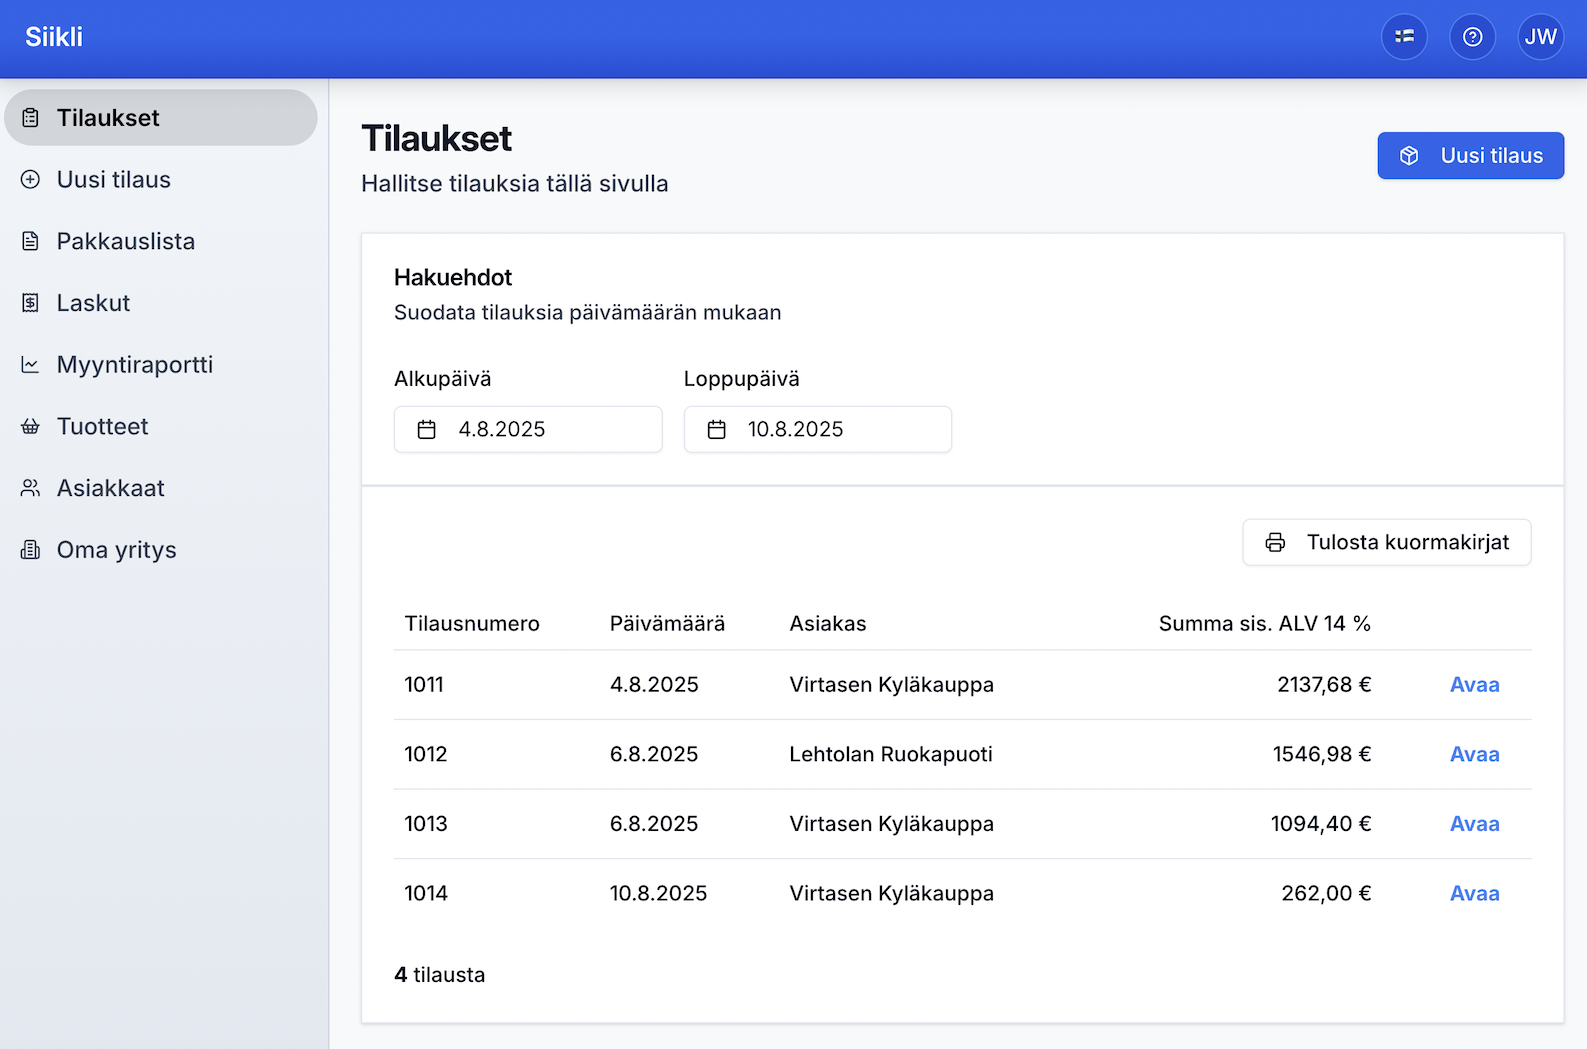 Siikli
JW
Tilaukset
Uusi tilaus
Pakkauslista
Laskut
Myyntiraportti
Tuotteet
Asiakkaat
Oma yritys
Tilaukset
Hallitse tilauksia tällä sivulla
Uusi tilaus
Hakuehdot
Suodata tilauksia päivämäärän mukaan
Alkupäivä Loppupäivä
4.8.2025 10.8.2025
Tulosta kuormakirjat
Tilausnumero Päivämäärä Asiakas Summa sis. ALV 14 %
1011 4.8.2025 Virtasen Kyläkauppa 2137,68 € Avaa
1012 6.8.2025 Lehtolan Ruokapuoti 1546,98 € Avaa
1013 6.8.2025 Virtasen Kyläkauppa 1094,40 € Avaa
1014 10.8.2025 Virtasen Kyläkauppa 262,00 € Avaa
4 tilausta